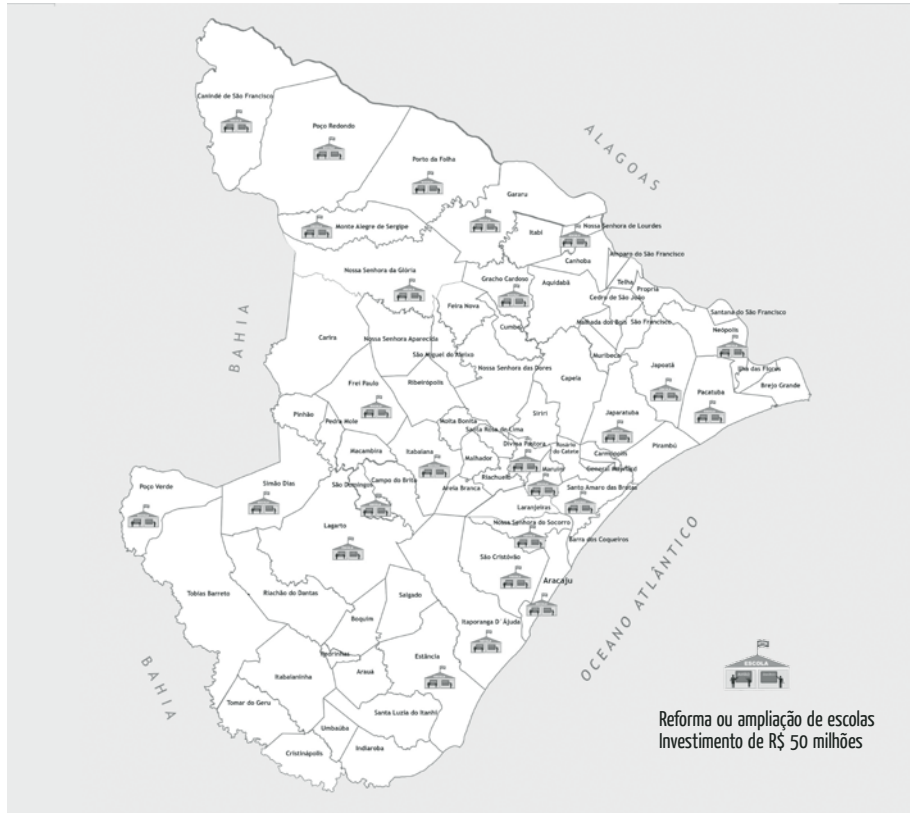 Canindé de São Francisco
Poço Redondo
ALAGOAS
Porto da Folha
Gararu
Monte Alegre de Sergipe
Nossa Senhora de Lourdes
Itabi
Amparo do São Francisco
Canhoba
Nossa Senhora da Glória
Gracho Cardoso
Aquidabã
Telha
Propria
Cedro de São João
Feira Nova
Santana do São Francisco
BAHIA
Malhada dos Bois
São Francisco
Neópolis
Cumbe
Carira
Nossa Senhora Aparecida
São Miguel do Aleixo
Muribeca
Japoatã
Ilha das Flores
Nossa Senhora das Dores
Capela
Pacatuba
Brejo Grande
Frei Paulo
Ribeirópolis
Pinhão
Pedra Mole
Siriri
Japaratuba
Moita Bonita
Santa Rosa de Lima
Pirambú
Macambira
Itabaiana
Divina Pastora
Rosário
do Catete
Carmópolis
Malhador
Maruim
General Maynard
Poço Verde
Simão Dias
São Domingos
Campo do Brito
Riachuelo
Areia Branca
Santo Amaro das Brotas
Laranjeiras
Lagarto
Nossa Senhora do Socorro
Barra dos Coqueiros
São Cristóvão
Aracaju
OCEANO ATLÂNTICO
Tobias Barreto
Riachão do Dantas
Salgado
Boquim
Itaporanga D´Ájuda
BAHIA
Pedrinhas
Estância
Itabaianinha
Arauá
Tomar do Geru
Santa Luzia do Itanhi
Umbaúba
Cristinápolis
Indiaroba
ESCOLA
Reforma ou ampliação de escolas
Investimento de R$ 50 milhões